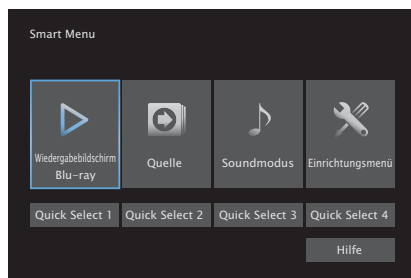 Smart Menu
Wiedergabebildschirm
Blu-ray
Quelle
Soundmodus
Einrichtungsmenü
Quick Select 1
Quick Select 2
Quick Select 3
Quick Select 4
Hilfe